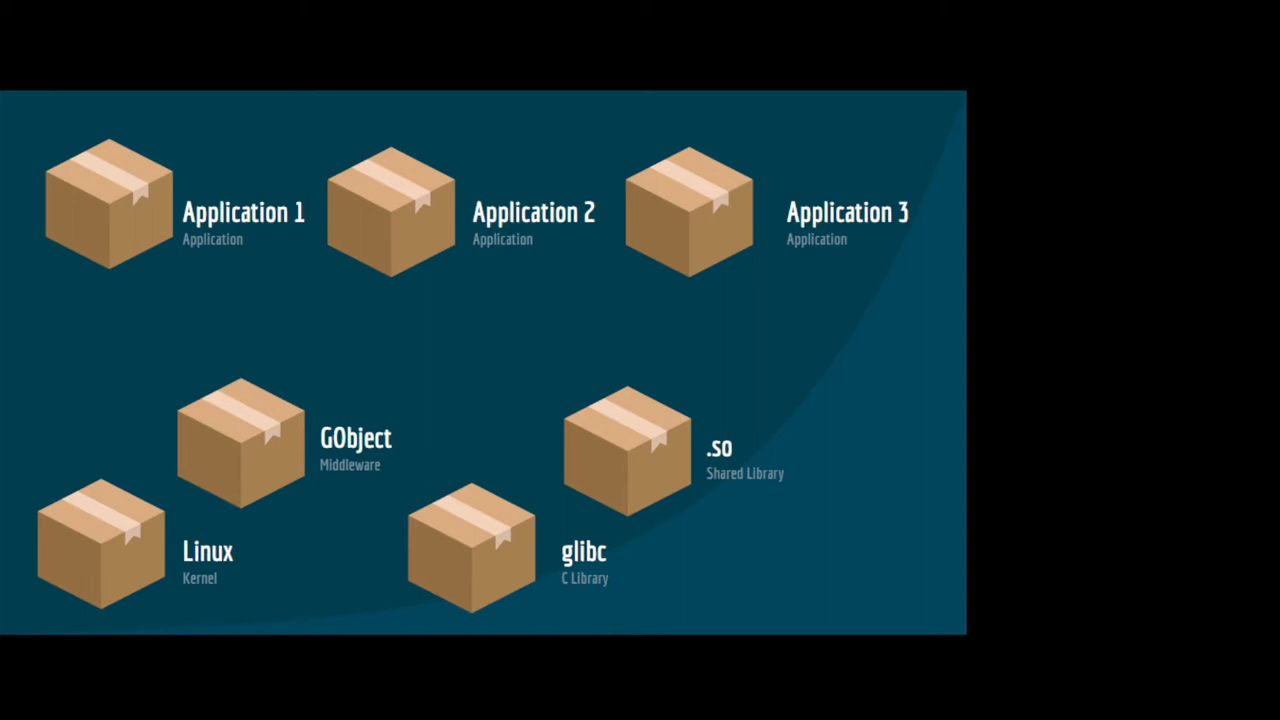 Application 1
Application
Application 2
Application
Application 3
Application
GObject
Middleware
.so
Shared Library
Linux
Kernel
glibc
C Library